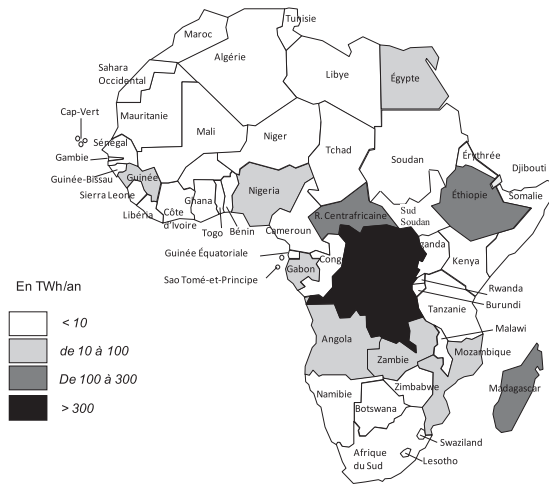 Tunisie
Maroc
Algérie
Libye
Égypte
Sahara
Occidental
Cap-Vert
Mauritanie
Mali
Niger
Tchad
Soudan
Érythrée
Djibouti
Sénégal
Gambie
Guinée-Bissau
Guinée
Sierra Leone
Libéria
Côte
d'Ivoire
Ghana
Togo
Bénin
Nigeria
Cameroun
R. Centrafricaine
Sud
Soudan
Éthiopie
Somalie
Guinée Équatoriale
Sao Tomé-et-Principe
Gabon
Cong
ganda
Kenya
Rwanda
Burundi
Tanzanie
Malawi
Angola
Zambie
Mozambique
Madagascar
Namibie
Zimbabwe
Botswana
Swaziland
Lesotho
Afrique
du Sud
En TWh/an
< 10
de 10 à 100
De 100 à 300
> 300